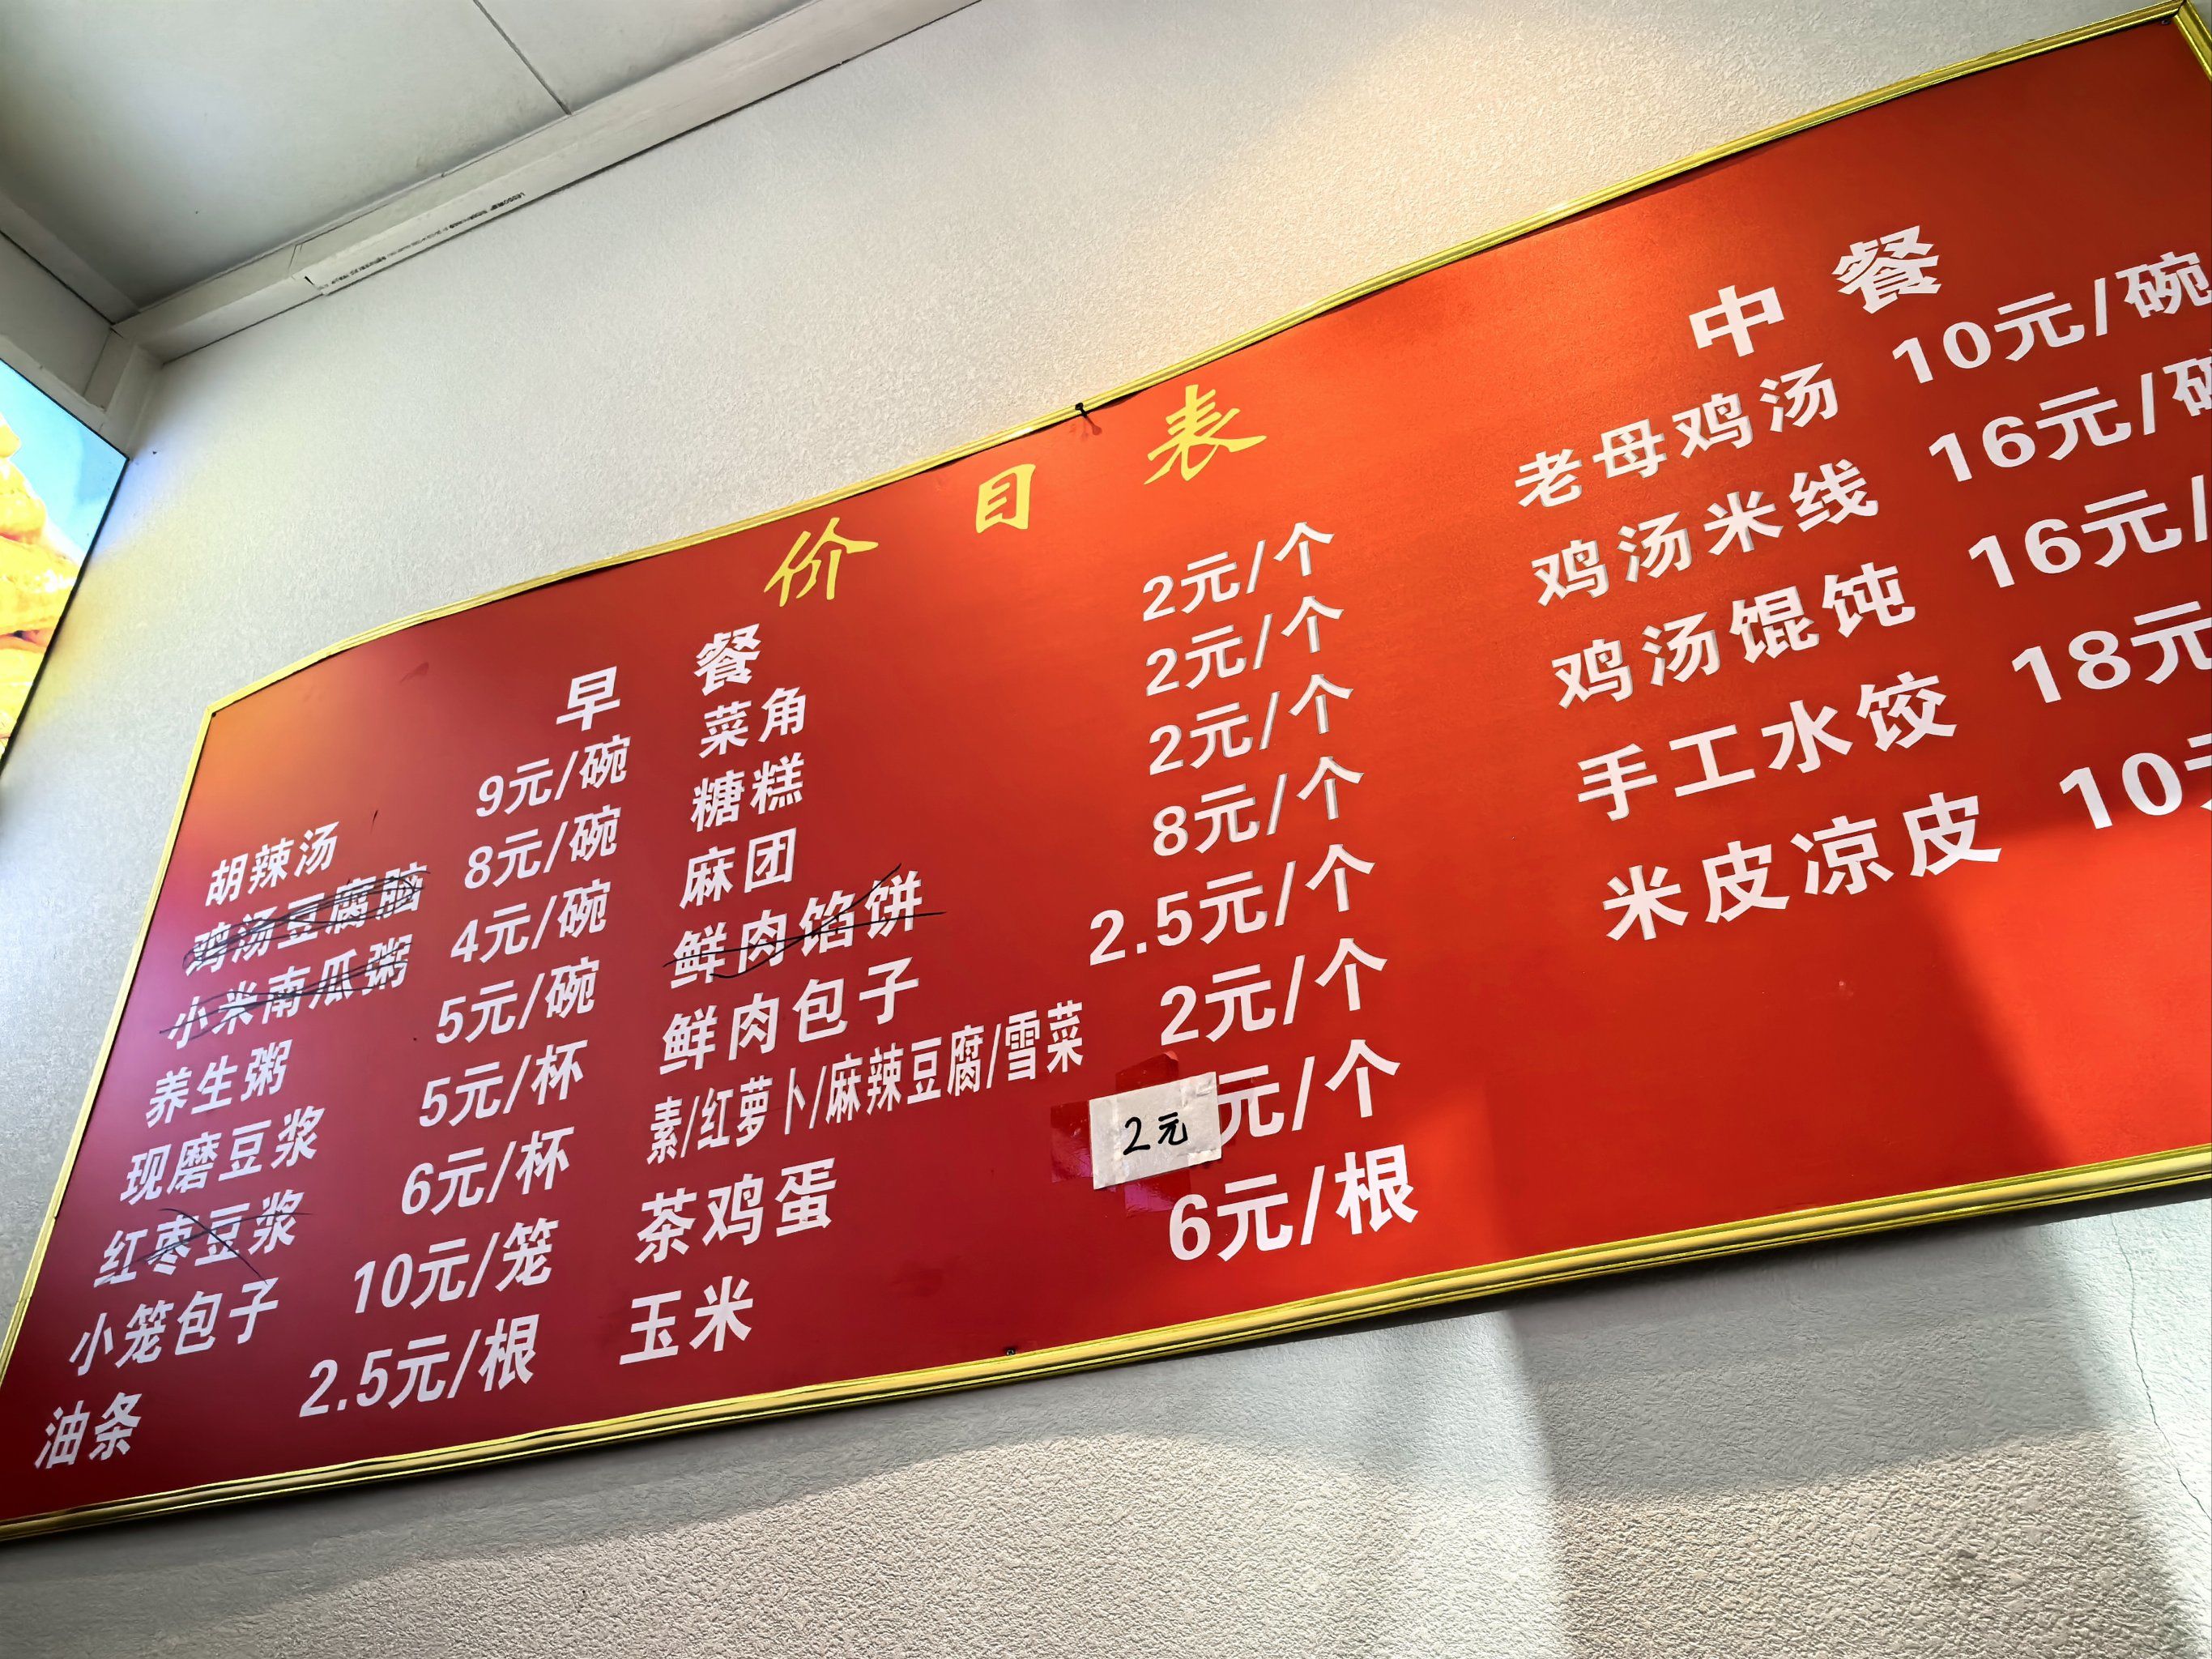 价目表
早餐
胡辣汤 9元/碗
鸡汤豆腐脑 8元/碗
小米南瓜粥 4元/碗
养生粥 5元/碗
现磨豆浆 5元/杯
红枣豆浆 6元/杯
小笼包子 10元/笼
油条 2.5元/根
菜角 2元/个
糖糕 2元/个
麻团 2元/个
鲜肉馅饼 8元/个
鲜肉包子 2.5元/个
素/红萝卜/麻辣豆腐/雪菜 2元/个
茶鸡蛋 2元 元/个
玉米 6元/根
中餐
老母鸡汤 10元/碗
鸡汤米线 16元/碗
鸡汤馄饨 16元/
手工水饺 18元
米皮凉皮 10